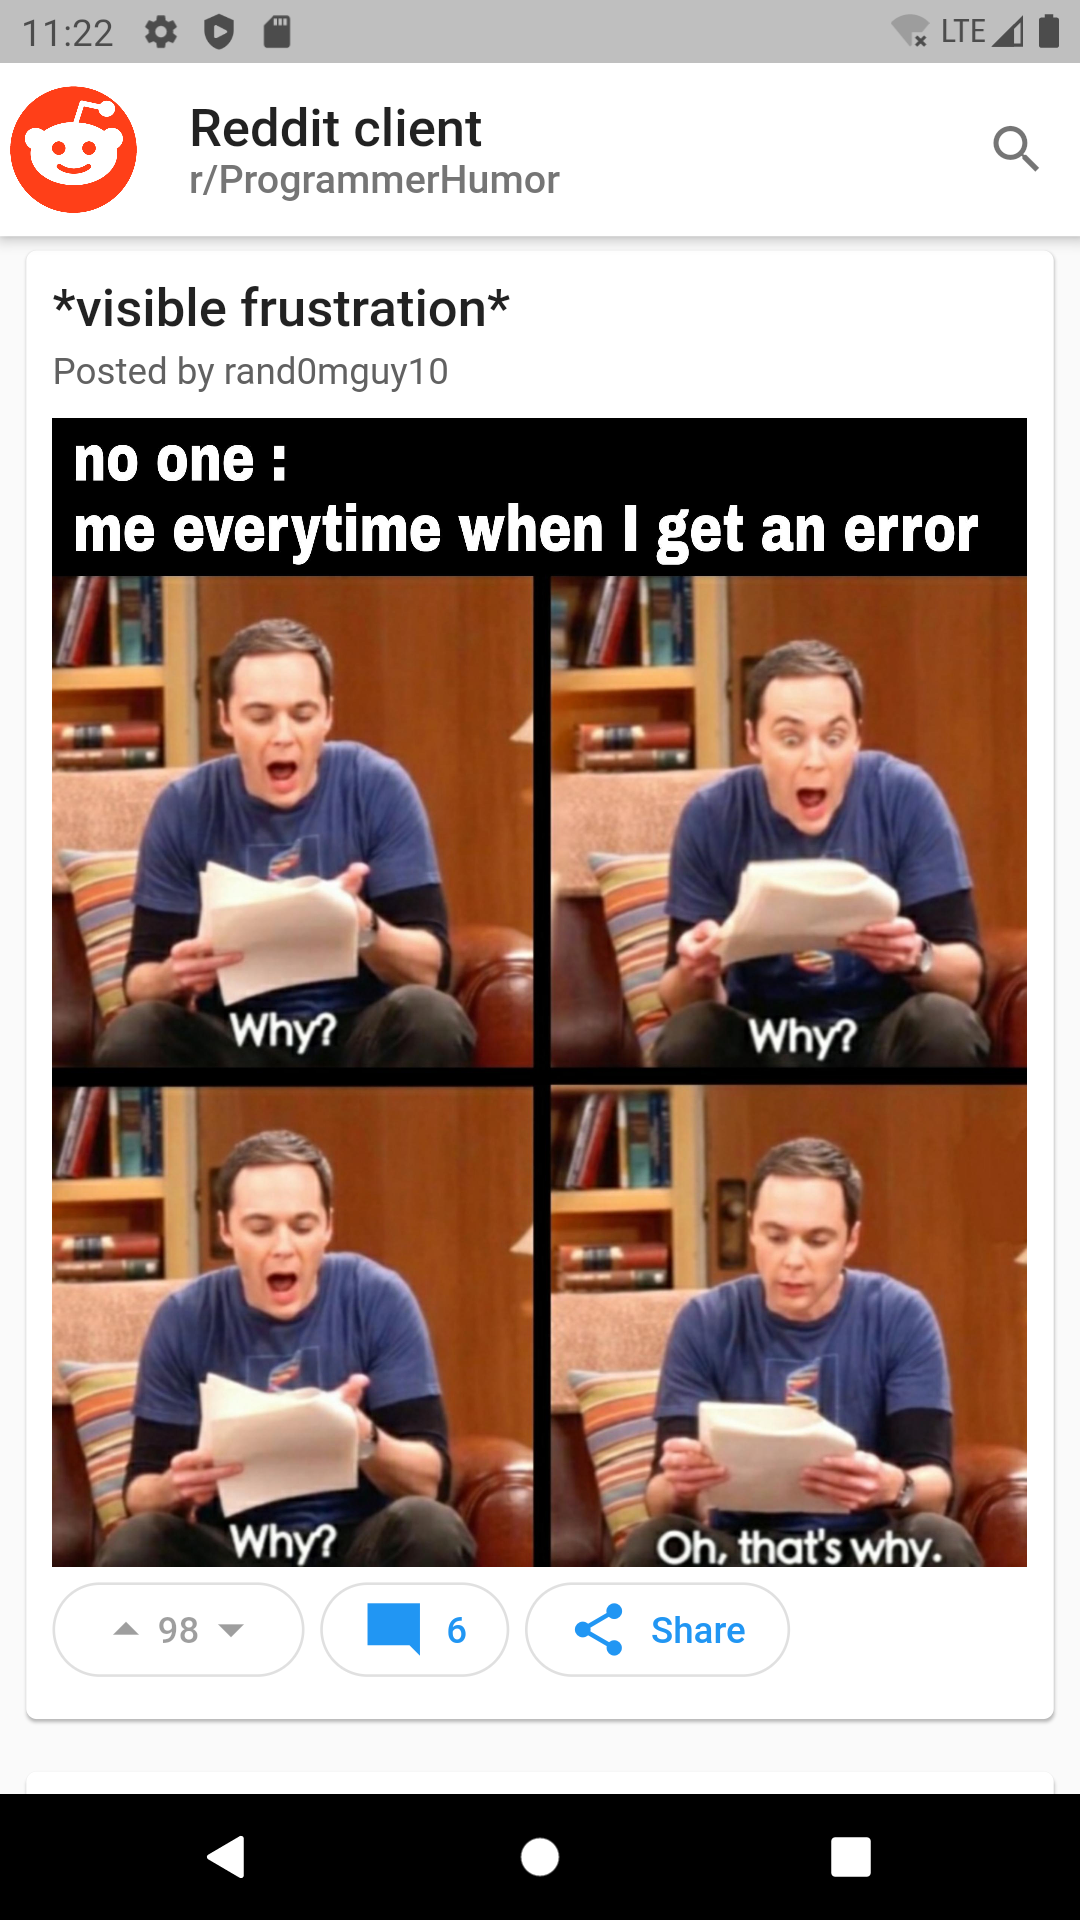 11:22
LTE
Reddit client
r/ProgrammerHumor
*visible frustration*
Posted by rand0mguy10
no one :
me everytime when I get an error
Why?
Why?
Why?
Oh, that's why.
98
6
Share